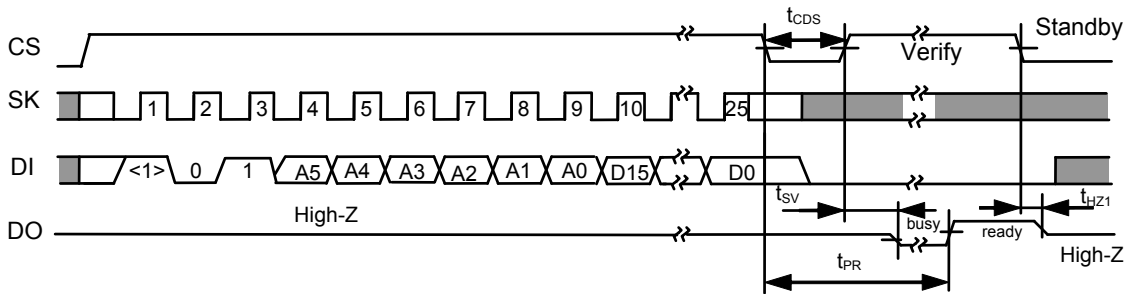 tCDS
Standby
CS
Verify
SK
1 2 3 4 5 6 7 8 9 10 25
DI
<1> 0 1 A5 A4 A3 A2 A1 A0 D15 D0
tSV
tHZ1
High-Z
busy
ready
DO
High-Z
tPR